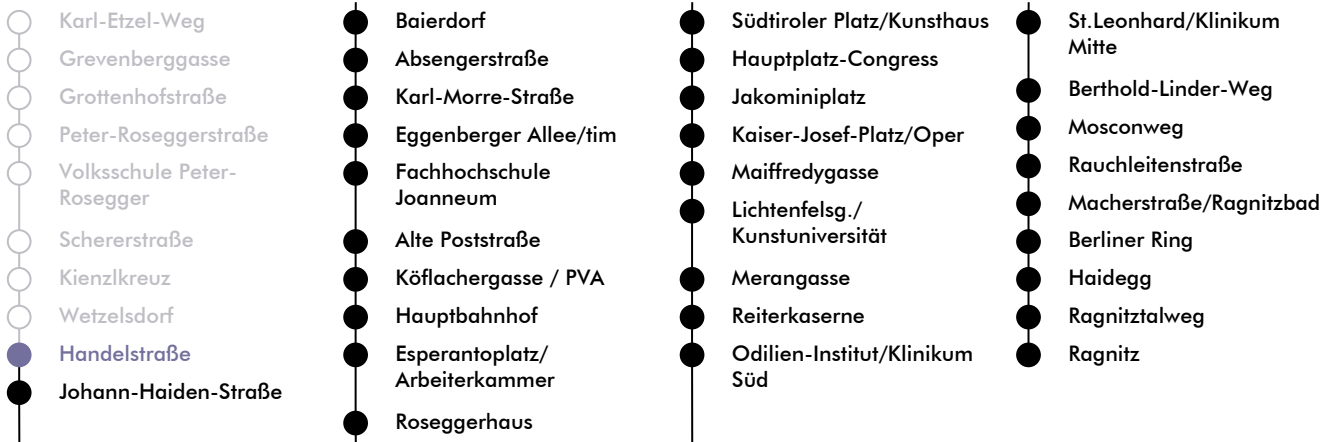 Karl-Etzel-Weg
Grevenberggasse
Grottenhofstraße
Peter-Roseggerstraße
Volksschule Peter-
Rosegger
Schererstraße
Kienzlkreuz
Wetzelsdorf
Handelstraße
Johann-Haiden-Straße
Baierdorf
Absengerstraße
Karl-Morre-Straße
Eggenberger Allee/tim
Fachhochschule
Joanneum
Alte Poststraße
Köflachergasse / PVA
Hauptbahnhof
Esperantoplatz/
Arbeiterkammer
Roseggerhaus
Südtiroler Platz/Kunsthaus
Hauptplatz-Congress
Jakominiplatz
Kaiser-Josef-Platz/Oper
Maiffredygasse
Lichtenfelsg./
Kunstuniversität
Merangasse
Reiterkaserne
Odilien-Institut/Klinikum
Süd
St.Leonhard/Klinikum
Mitte
Berthold-Linder-Weg
Mosconweg
Rauchleitenstraße
Macherstraße/Ragnitzbad
Berliner Ring
Haidegg
Ragnitztalweg
Ragnitz